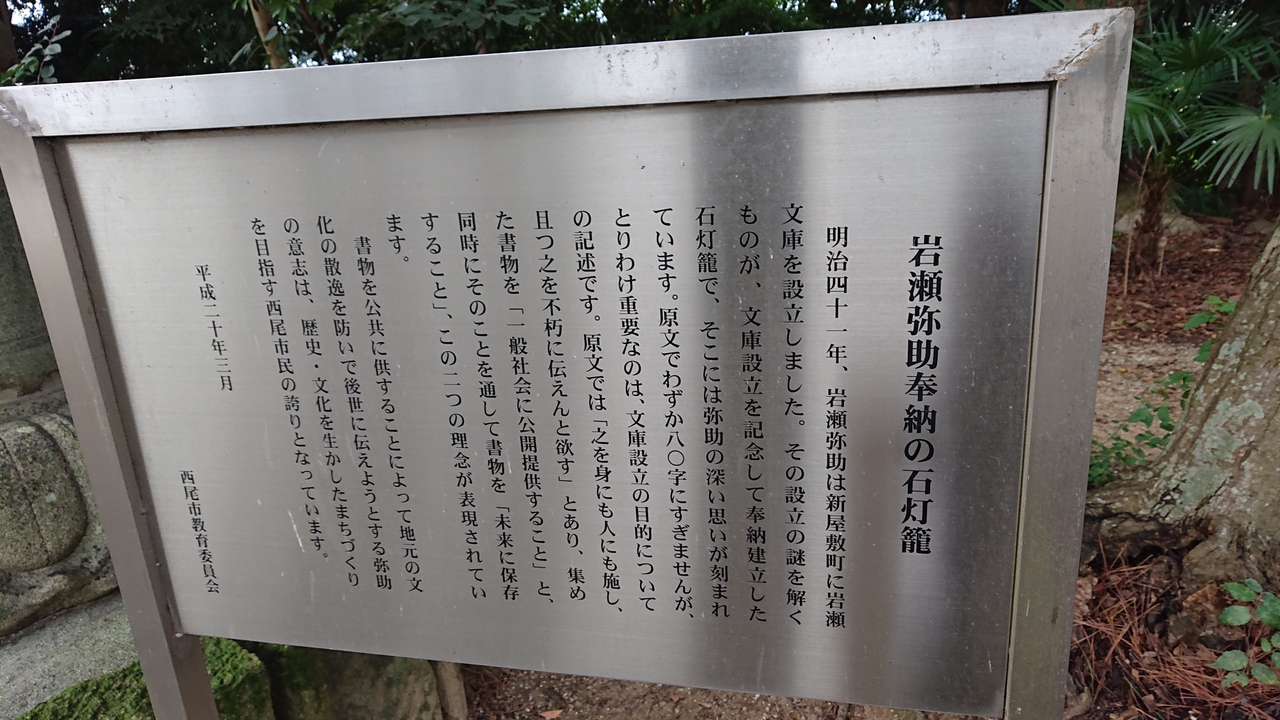 岩瀬弥助奉納の石灯籠
明治四十一年、岩瀬弥助は新屋敷町に岩瀬
文庫を設立しました。その設立の謎を解く
ものが、文庫設立を記念して奉納建立した
石灯籠で、そこには弥助の深い思いが刻まれ
ています。原文でわずか八〇字にすぎませんが、
とりわけ重要なのは、文庫設立の目的について
の記述です。原文では「之を身にも人にも施し、
且つ之を不朽に伝えんと欲す」とあり、集め
た書物を「一般社会に公開提供すること」と、
同時にそのことを通して書物を「未来に保存
すること」、この二つの理念が表現されてい
ます。
書物を公共に供することによって地元の文
化の散逸を防いで後世に伝えようとする弥助
の意志は、歴史・文化を生かしたまちづくり
を目指す西尾市民の誇りとなっています。
平成二十年三月
西尾市教育委員会